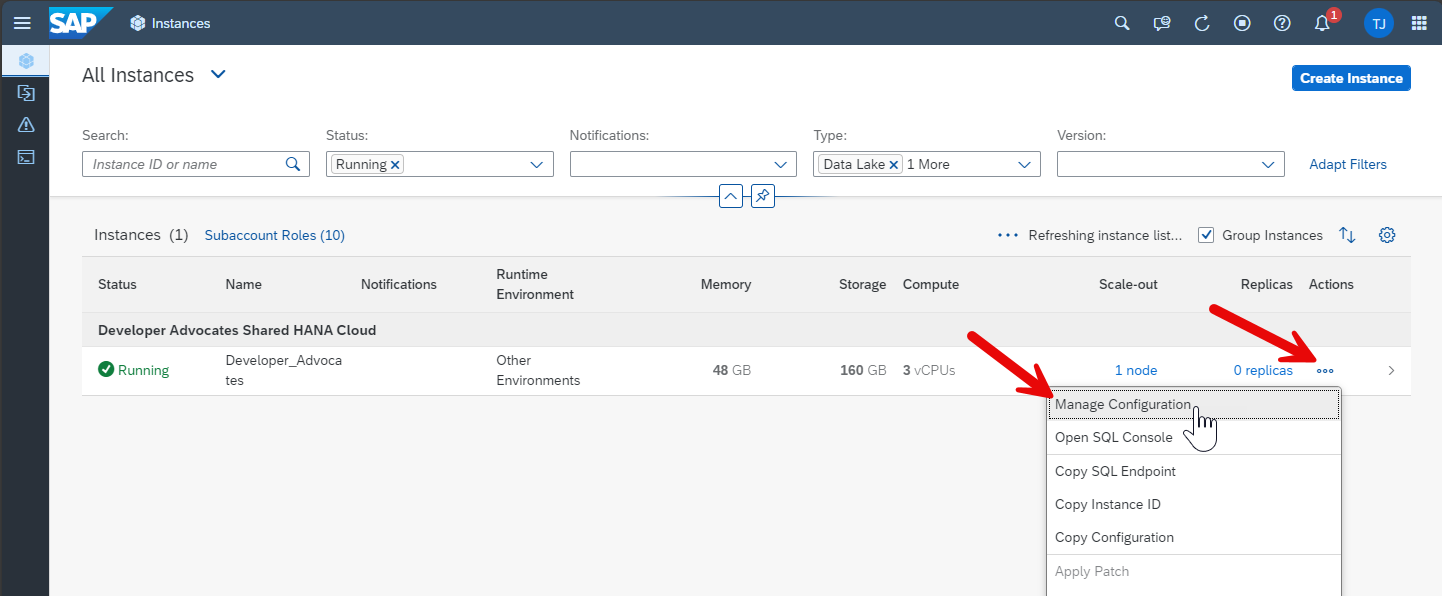 SAP Instances 1 TJ
All Instances
Create Instance
Search: Status: Notifications: Type: Version:
Instance ID or name Running Data Lake 1 More Adapt Filters
Instances (1) Subaccount Roles (10) Refreshing instance list... Group Instances
Status Name Notifications Runtime Environment Memory Storage Compute Scale-out Replicas Actions
Developer Advocates Shared HANA Cloud
Running Developer_Advoca
tes Other
Environments 48 GB 160 GB 3 vCPUs 1 node 0 replicas
Manage Configuration
Open SQL Console
Copy SQL Endpoint
Copy Instance ID
Copy Configuration
Apply Patch